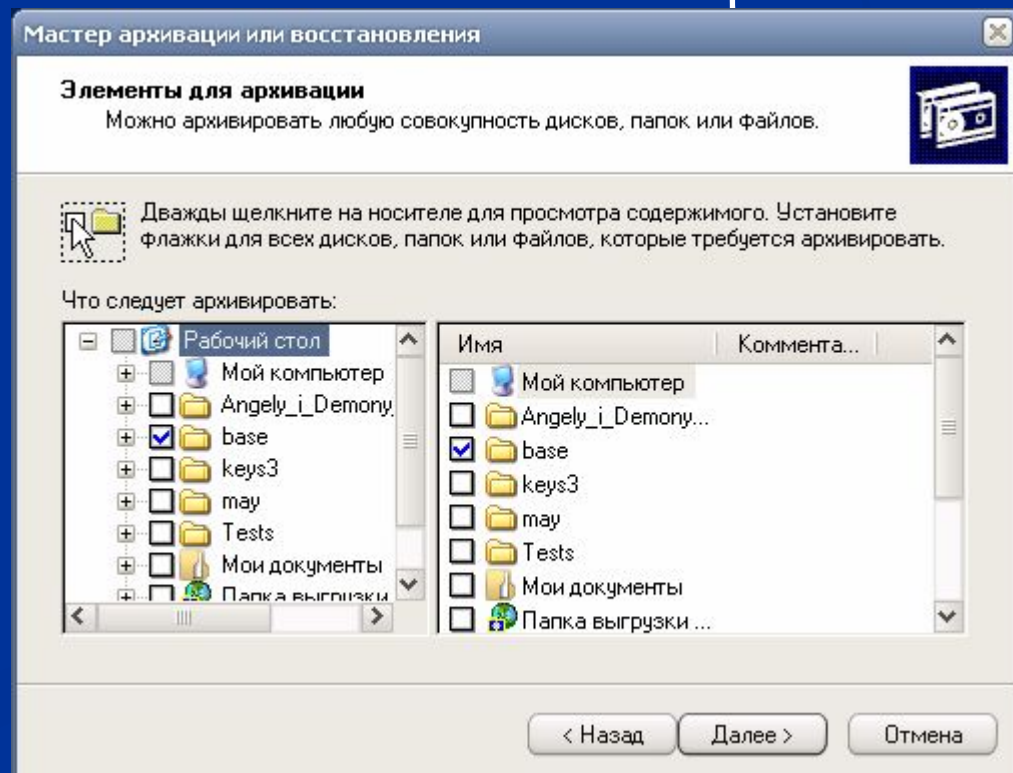 Мастер архивации или восстановления
Элементы для архивации
Можно архивировать любую совокупность дисков, папок или файлов.
Дважды щелкните на носителе для просмотра содержимого. Установите
флажки для всех дисков, папок или файлов, которые требуется архивировать.
Что следует архивировать:
Рабочий стол
Мой компьютер
Angely_i_Demony
base
keys3
may
Tests
Мои документы
Папка выгрузки
Имя Коммента...
Мой компьютер
Angely_i_Demony...
base
keys3
may
Tests
Мои документы
Папка выгрузки ...
< Назад Далее > Отмена